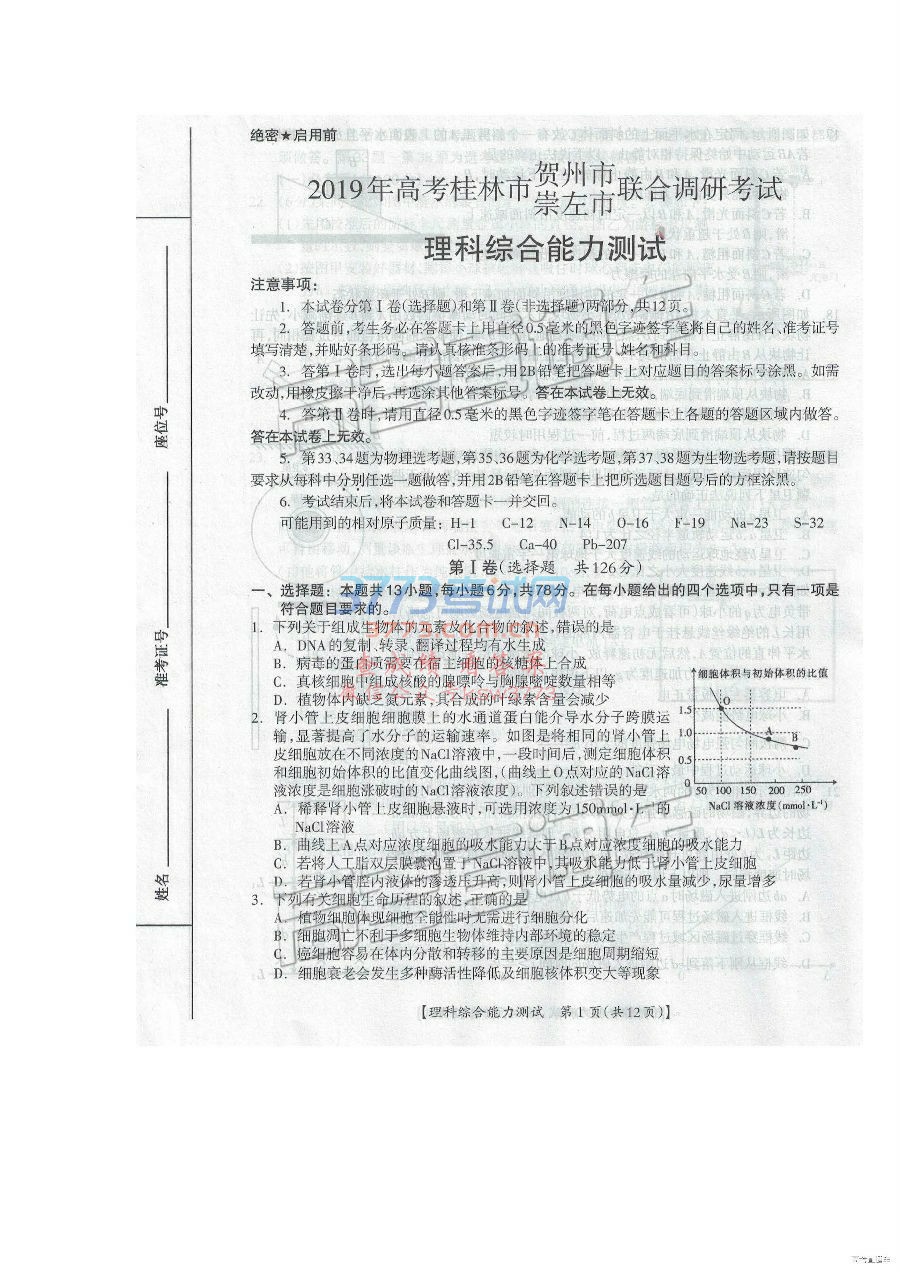 绝密★启用前
2019年高考桂林市贺州市崇左市联合调研考试
理科综合能力测试
注意事项：
1. 本试卷分第Ⅰ卷(选择题)和第Ⅱ卷(非选择题)两部分,共12页。
2. 答题前,考生务必在答题卡上用直径0.5毫米的黑色字迹签字笔将自己的姓名、准考证号
填写清楚,并贴好条形码。请认真核准条形码上的准考证号、姓名和科目。
3. 答第Ⅰ卷时,选出每小题答案后,用2B铅笔把答题卡上对应题目的答案标号涂黑。如需
改动,用橡皮擦干净后,再选涂其他答案标号。答在本试卷上无效。
4. 答第Ⅱ卷时,请用直径0.5毫米的黑色字迹签字笔在答题卡上各题的答题区域内做答。
答在本试卷上无效。
5. 第33、34题为物理选考题,第35、36题为化学选考题,第37、38题为生物选考题,请按题目
要求从每科中分别任选一题做答,并用2B铅笔在答题卡上把所选题目题号后的方框涂黑。
6. 考试结束后,将本试卷和答题卡一并交回。
可能用到的相对原子质量：H-1 C-12 N-14 O-16 F-19 Na-23 S-32
Cl-35.5 Ca-40 Pb-207
第Ⅰ卷(选择题 共126分)
一、选择题：本题共13小题,每小题6分,共78分。在每小题给出的四个选项中,只有一项是
符合题目要求的。
1. 下列关于组成生物体的元素及化合物的叙述,错误的是
A. DNA的复制、转录、翻译过程均有水生成
B. 病毒的蛋白质需要在宿主细胞的核糖体上合成
C. 真核细胞中组成核酸的腺嘌呤与胸腺嘧啶数量相等
D. 植物体内缺乏氮元素,其合成的叶绿素含量会减少
2. 肾小管上皮细胞细胞膜上的水通道蛋白能介导水分子跨膜运
输,显著提高了水分子的运输速率。如图是将相同的肾小管上
皮细胞放在不同浓度的NaCl溶液中,一段时间后,测定细胞体积
和细胞初始体积的比值变化曲线图,(曲线上O点对应的NaCl溶
液浓度是细胞涨破时的NaCl溶液浓度)。下列叙述错误的是
A. 稀释肾小管上皮细胞悬液时,可选用浓度为150mmol·L⁻¹的
NaCl溶液
B. 曲线上A点对应浓度细胞的吸水能力大于B点对应浓度细胞的吸水能力
C. 若将人工脂双层膜囊泡置于NaCl溶液中,其吸水能力低于肾小管上皮细胞
D. 若肾小管腔内液体的渗透压升高,则肾小管上皮细胞的吸水量减少,尿量增多
细胞体积与初始体积的比值
1.5
O
1.0
A
B
0.5
0
50 100 150 200 250
NaCl溶液浓度(mmol·L⁻¹)
3. 下列有关细胞生命历程的叙述,正确的是
A. 植物细胞体现细胞全能性时无需进行细胞分化
B. 细胞凋亡不利于多细胞生物体维持内部环境的稳定
C. 癌细胞容易在体内分散和转移的主要原因是细胞周期缩短
D. 细胞衰老会发生多种酶活性降低及细胞核体积变大等现象
【理科综合能力测试 第1页(共12页)】
座位号
准考证号
姓名
3773考试网